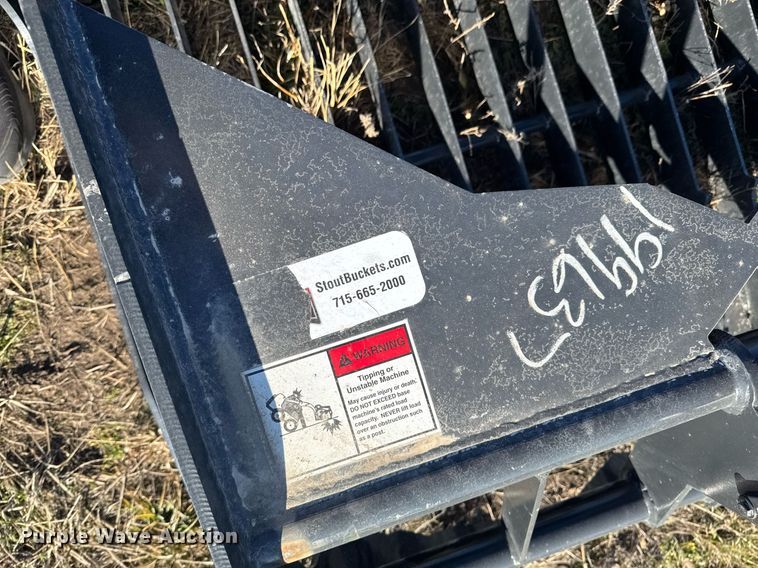 StoutBuckets.com
715-665-2000
WARNING
Tipping or
Unstable Machine
May cause injury or death.
DO NOT EXCEED base
machine's rated load
capacity. NEVER lift load
over an obstruction such
as a post.
Purple Wave Auction